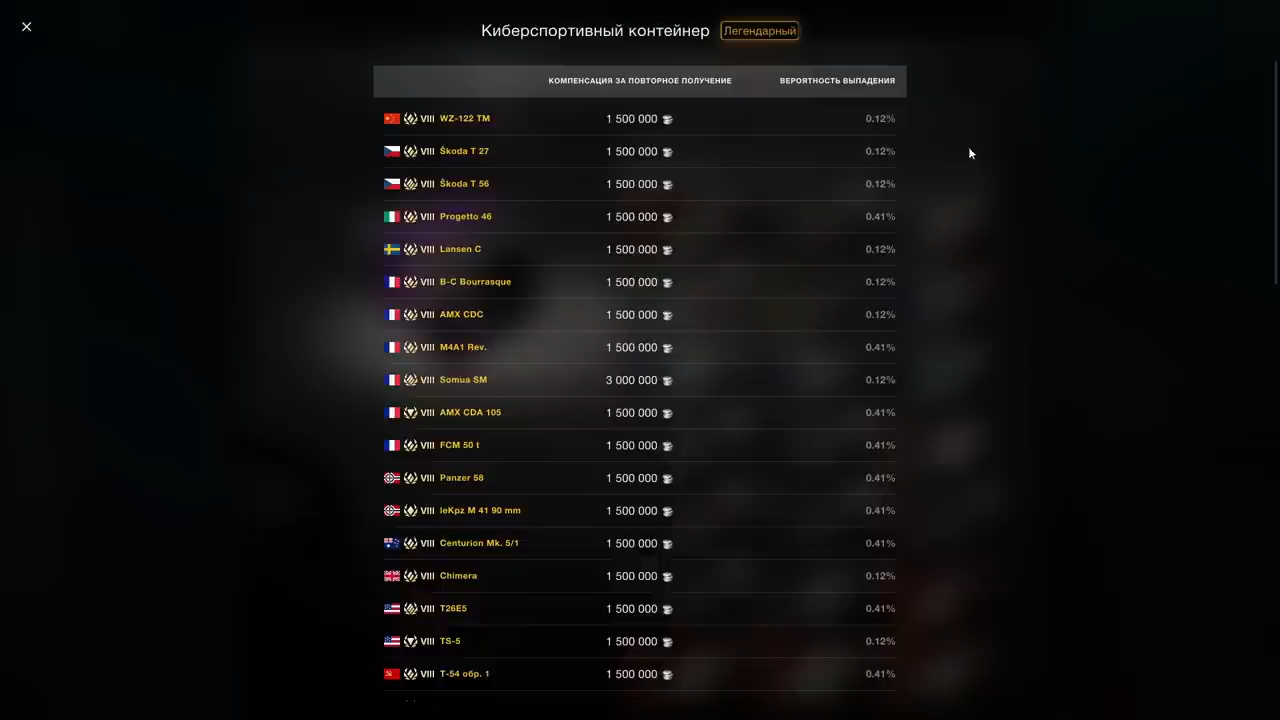 Киберспортивный контейнер Легендарный
КОМПЕНСАЦИЯ ЗА ПОВТОРНОЕ ПОЛУЧЕНИЕ ВЕРОЯТНОСТЬ ВЫПАДЕНИЯ
VIII WZ-122 TM 1 500 000 0.12%
VIII Škoda T 27 1 500 000 0.12%
VIII Škoda T 56 1 500 000 0.12%
VIII Progetto 46 1 500 000 0.41%
VIII Lansen C 1 500 000 0.12%
VIII B-C Bourrasque 1 500 000 0.12%
VIII AMX CDC 1 500 000 0.12%
VIII M4A1 Rev. 1 500 000 0.41%
VIII Somua SM 3 000 000 0.12%
VIII AMX CDA 105 1 500 000 0.41%
VIII FCM 50 t 1 500 000 0.41%
VIII Panzer 58 1 500 000 0.41%
VIII leKpz M 41 90 mm 1 500 000 0.41%
VIII Centurion Mk. 5/1 1 500 000 0.41%
VIII Chimera 1 500 000 0.12%
VIII T26E5 1 500 000 0.41%
VIII TS-5 1 500 000 0.12%
VIII Т-54 обр. 1 1 500 000 0.41%